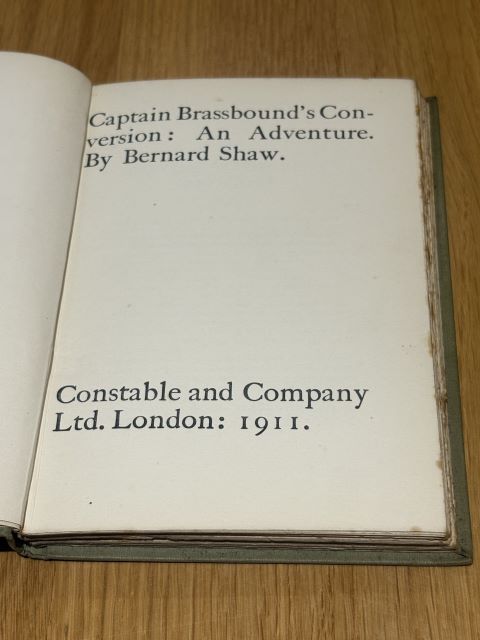 Captain Brassbound's Con-
version: An Adventure.
By Bernard Shaw.
Constable and Company
Ltd. London: 1911.